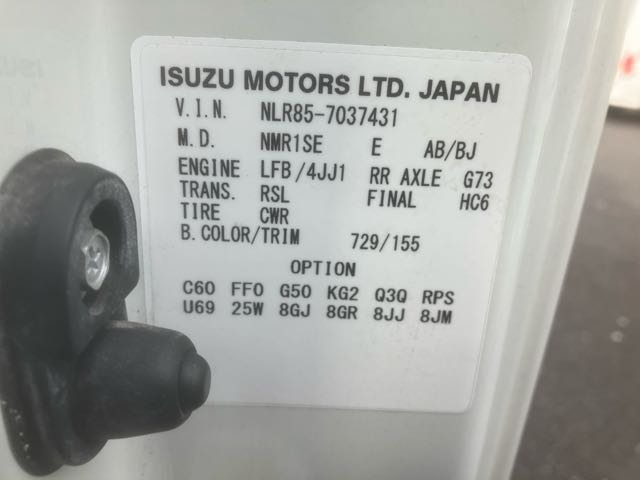 ISUZU MOTORS LTD. JAPAN
V.I.N. NLR85-7037431
M.D. NMR1SE E AB/BJ
ENGINE LFB/4JJ1 RR AXLE G73
TRANS. RSL FINAL HC6
TIRE CWR
B.COLOR/TRIM 729/155
OPTION
C60 FF0 G50 KG2 Q3Q RPS
U69 25W 8GJ 8GR 8JJ 8JM